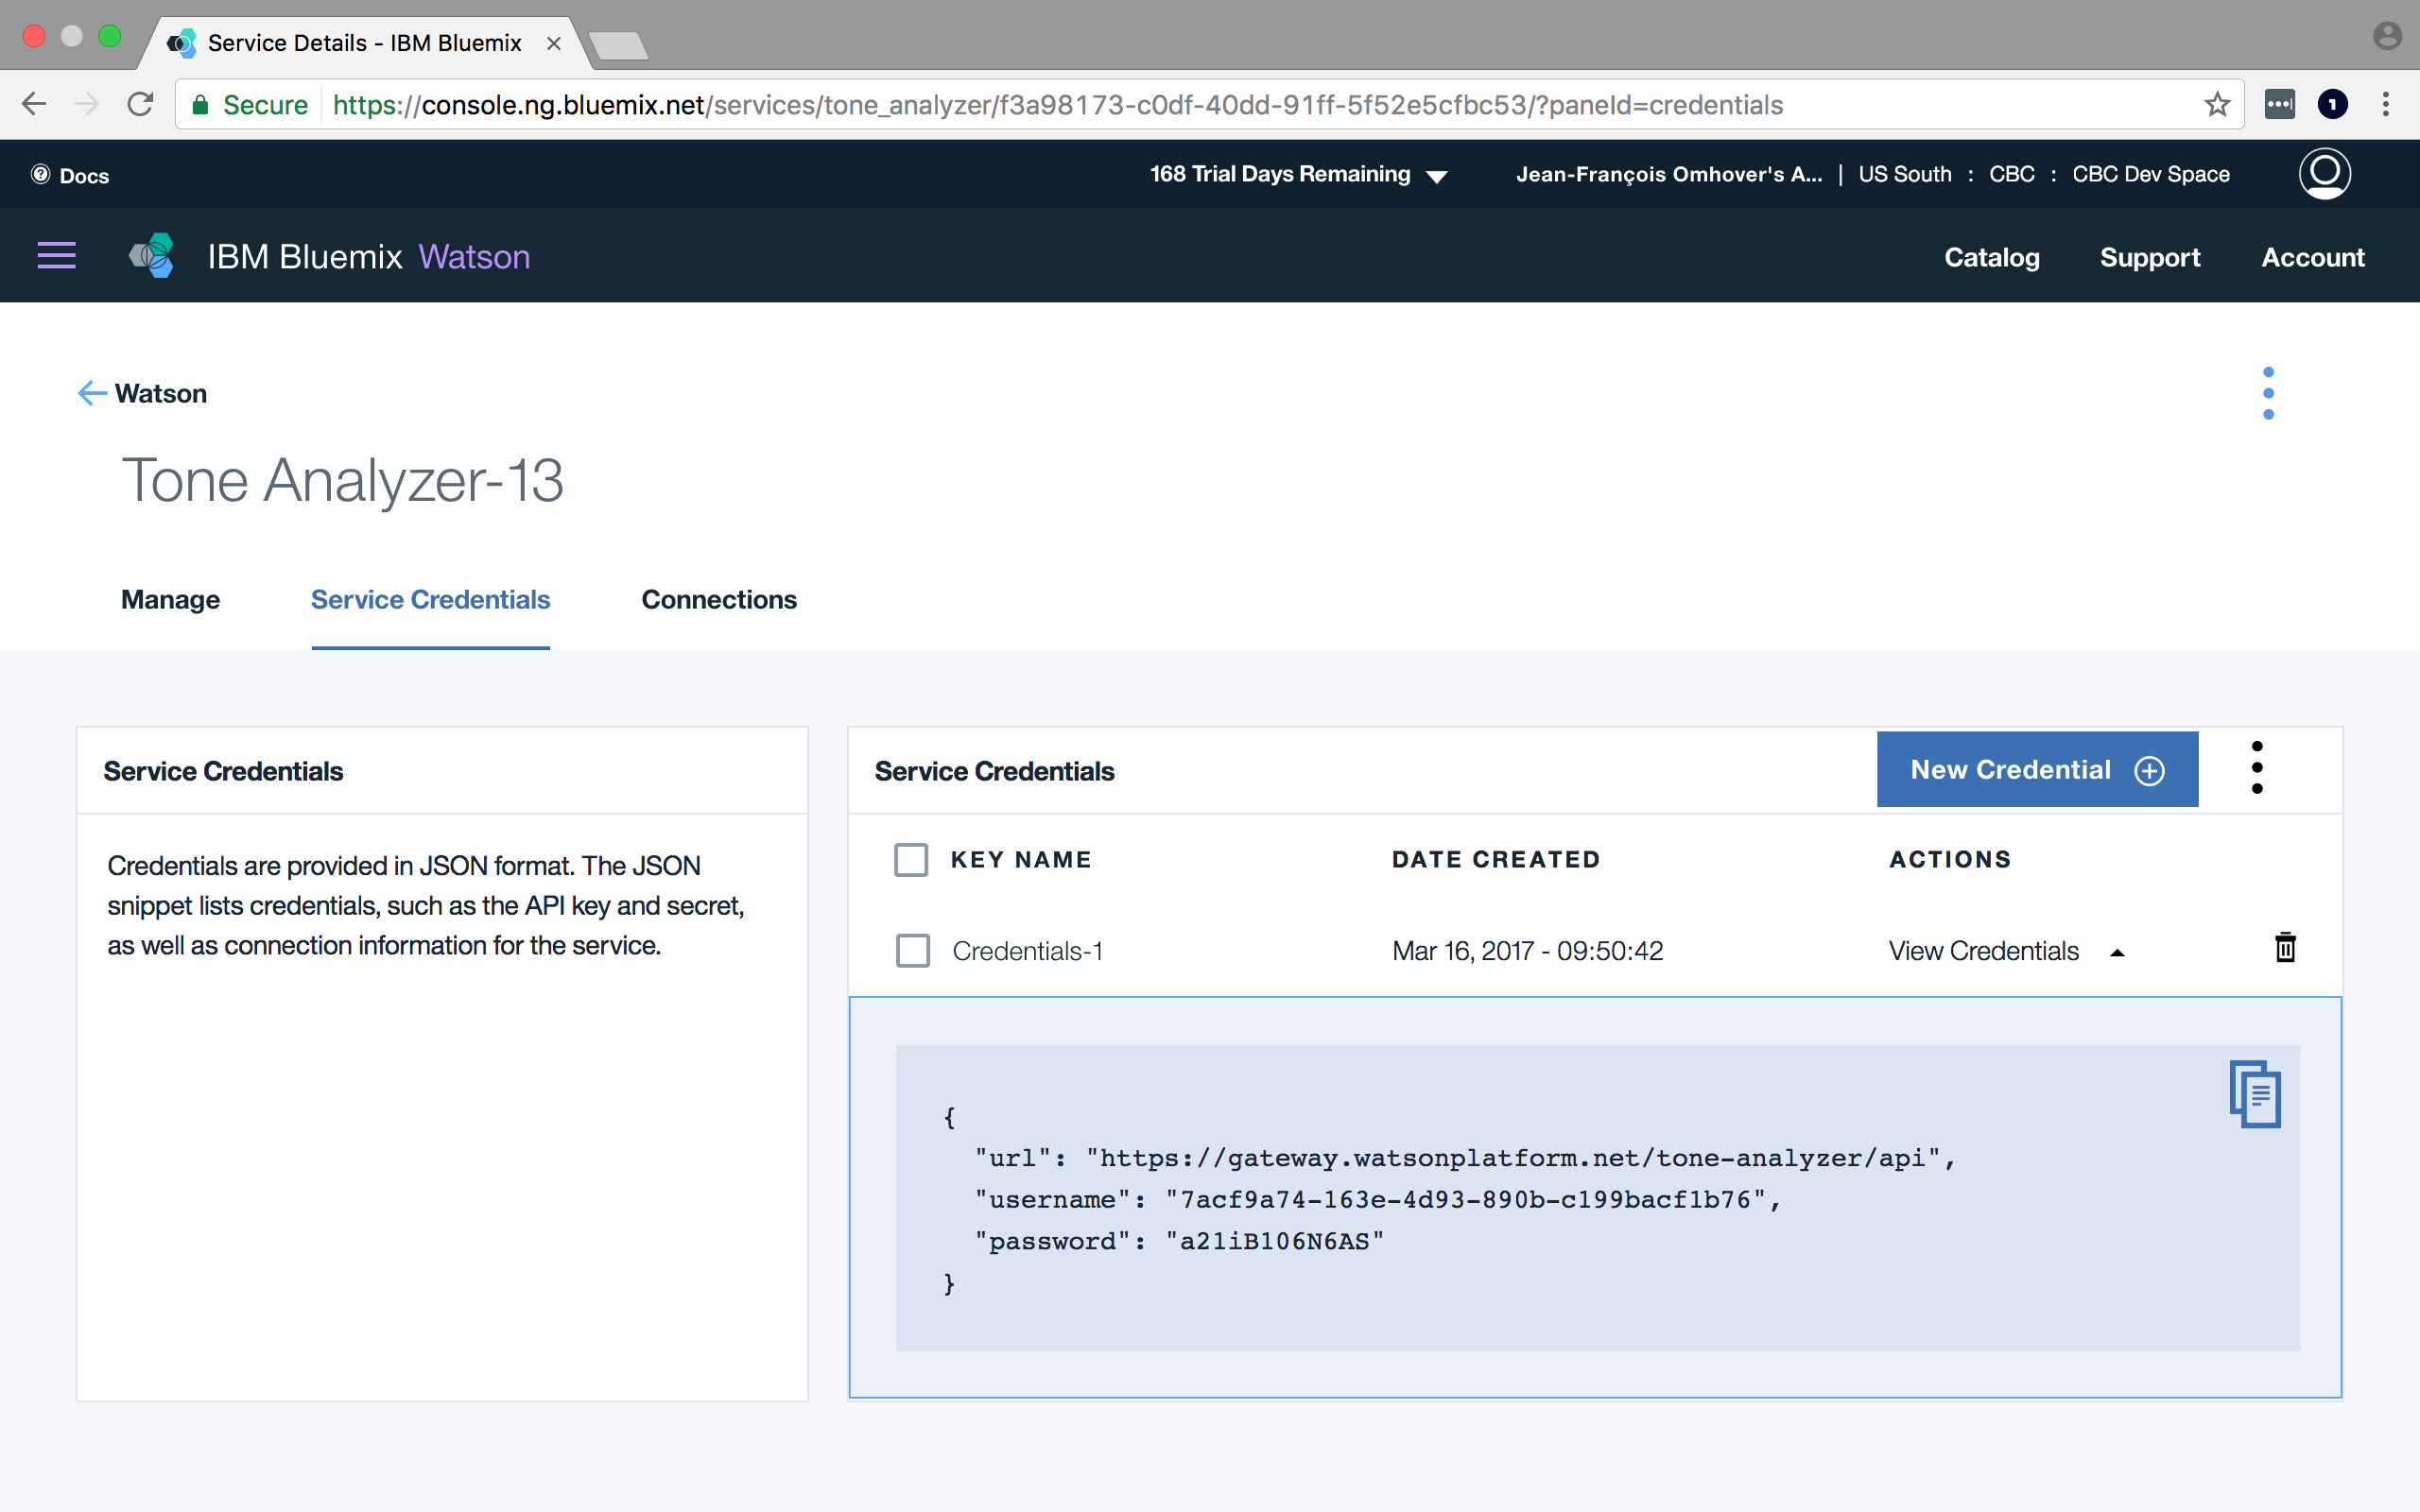 Service Details - IBM Bluemix
Secure https://console.ng.bluemix.net/services/tone_analyzer/f3a98173-c0df-40dd-91ff-5f52e5cfbc53/?paneId=credentials
Docs
168 Trial Days Remaining
Jean-François Omhover's A... | US South : CBC : CBC Dev Space
IBM Bluemix Watson
Catalog
Support
Account
Watson
Tone Analyzer-13
Manage
Service Credentials
Connections
Service Credentials
Credentials are provided in JSON format. The JSON
snippet lists credentials, such as the API key and secret,
as well as connection information for the service.
Service Credentials
New Credential
KEY NAME
DATE CREATED
ACTIONS
Credentials-1
Mar 16, 2017 - 09:50:42
View Credentials
{
"url": "https://gateway.watsonplatform.net/tone-analyzer/api",
"username": "7acf9a74-163e-4d93-890b-c199bacf1b76",
"password": "a21iB106N6AS"
}